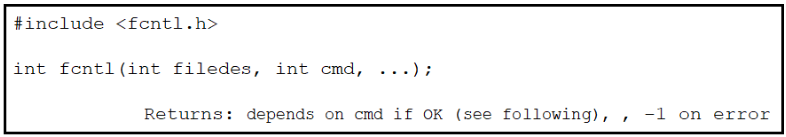 #include <fcntl.h>
int fcntl(int filedes, int cmd, ...);
Returns: depends on cmd if OK (see following), , −1 on error